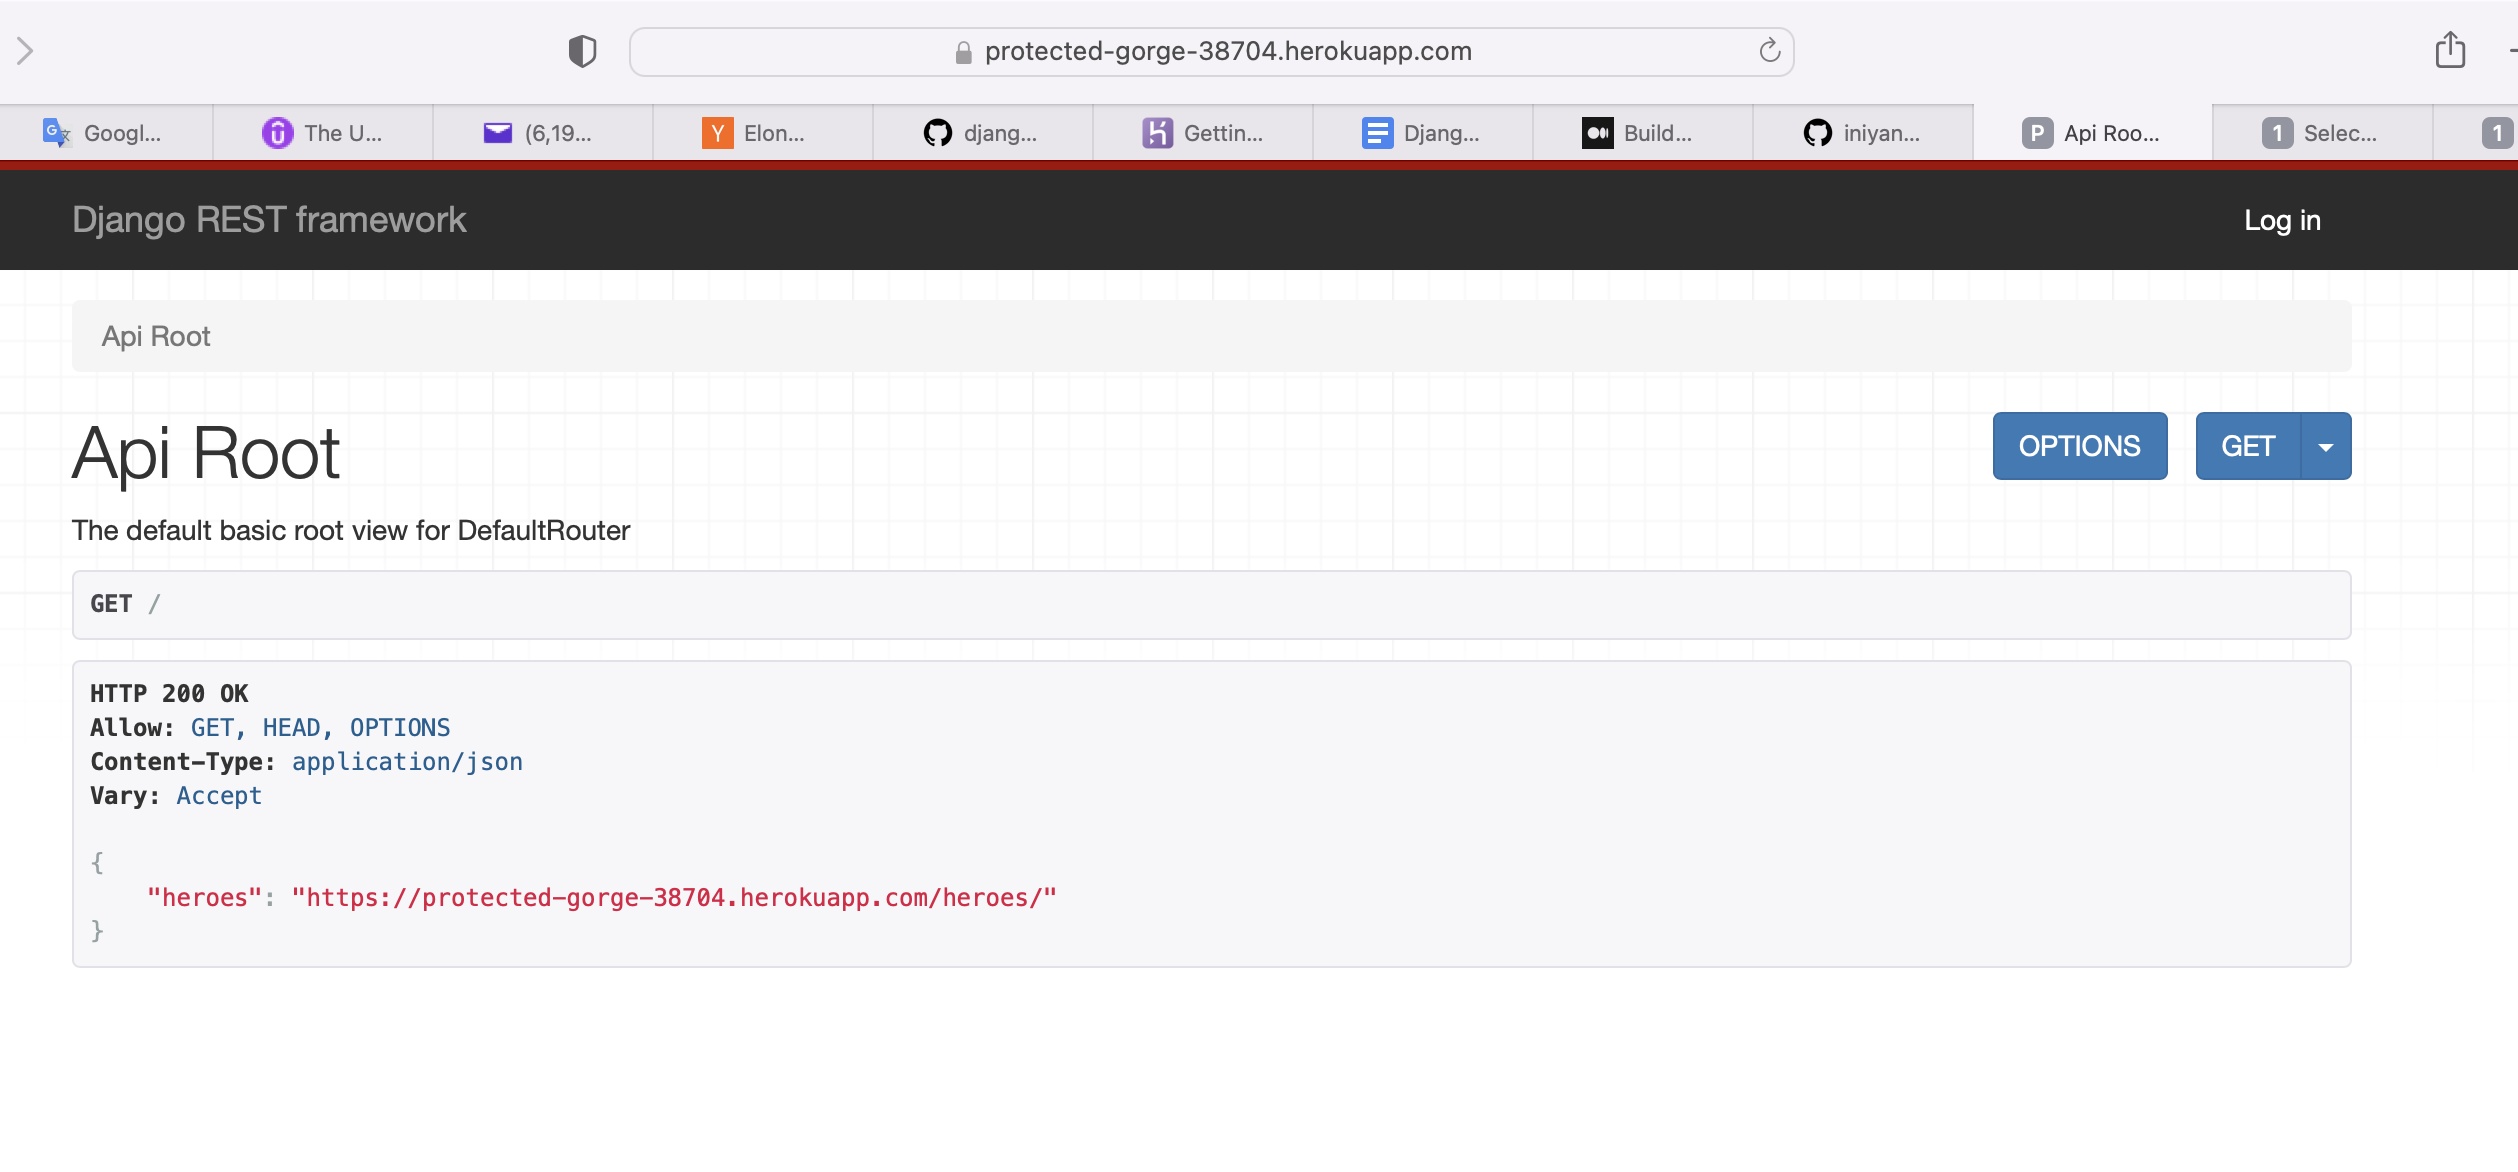 protected-gorge-38704.herokuapp.com
Googl... The U... (6,19... Elon... djang... Gettin... Djang... Build... iniyan... P Api Roo... 1 Selec... 1
Django REST framework Log in
Api Root
Api Root OPTIONS GET
The default basic root view for DefaultRouter
GET /
HTTP 200 OK
Allow: GET, HEAD, OPTIONS
Content-Type: application/json
Vary: Accept
{
"heroes": "https://protected-gorge-38704.herokuapp.com/heroes/"
}